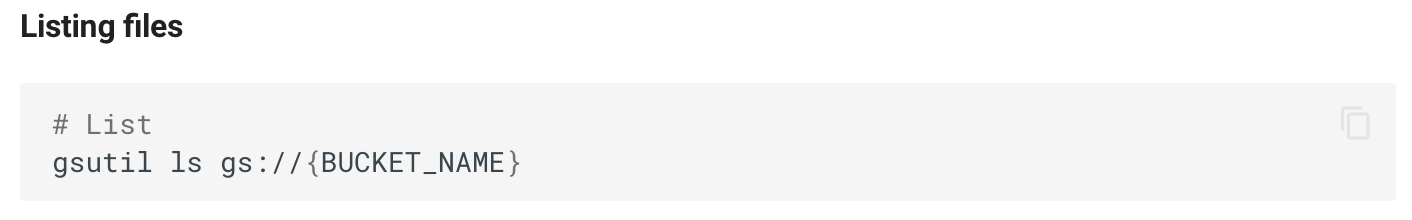 Listing files
# List
gsutil ls gs://{BUCKET_NAME}